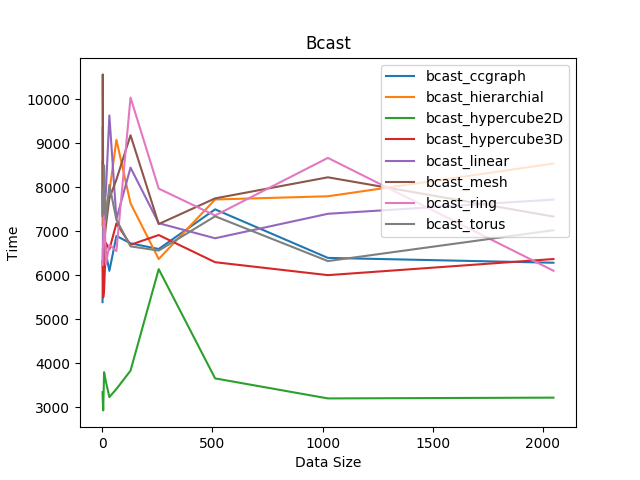 Bcast
10000
9000
8000
7000
6000
5000
4000
3000
Time
0
500
1000
1500
2000
Data Size
bcast_ccgraph
bcast_hierarchial
bcast_hypercube2D
bcast_hypercube3D
bcast_linear
bcast_mesh
bcast_ring
bcast_torus